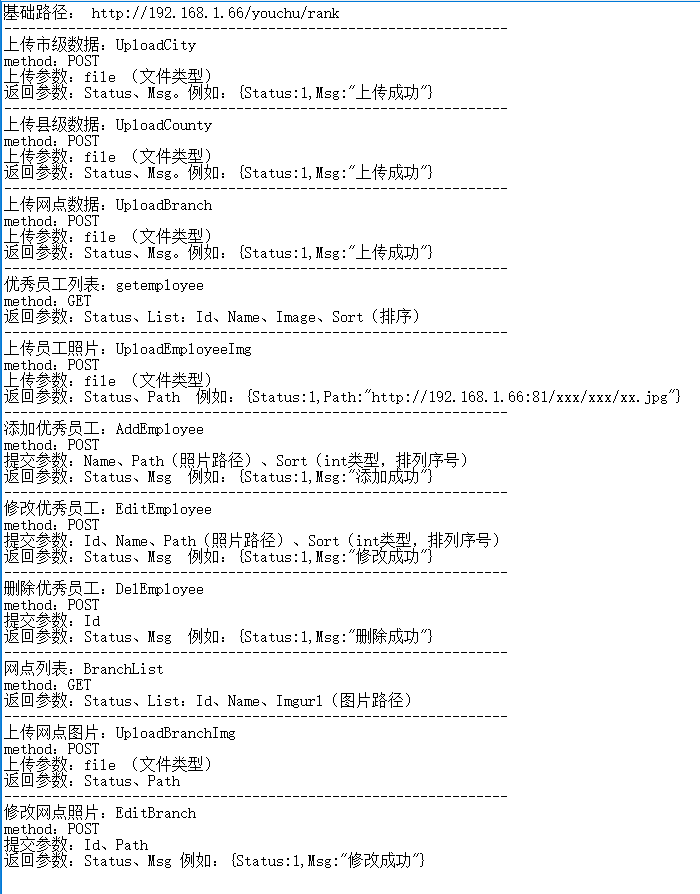 基础路径： http://192.168.1.66/youchu/rank
---------------------------------------------------------------
上传市级数据：UploadCity
method：POST
上传参数：file （文件类型）
返回参数：Status、Msg。例如：{Status:1,Msg:"上传成功"}
---------------------------------------------------------------
上传县级数据：UploadCounty
method：POST
上传参数：file （文件类型）
返回参数：Status、Msg。例如：{Status:1,Msg:"上传成功"}
---------------------------------------------------------------
上传网点数据：UploadBranch
method：POST
上传参数：file （文件类型）
返回参数：Status、Msg。例如：{Status:1,Msg:"上传成功"}
---------------------------------------------------------------
优秀员工列表：getemployee
method：GET
返回参数：Status、List：Id、Name、Image、Sort（排序）
---------------------------------------------------------------
上传员工照片：UploadEmployeeImg
method：POST
上传参数：file （文件类型）
返回参数：Status、Path  例如：{Status:1,Path:"http://192.168.1.66:81/xxx/xxx/xx.jpg"}
---------------------------------------------------------------
添加优秀员工：AddEmployee
method：POST
提交参数：Name、Path（照片路径）、Sort（int类型，排列序号）
返回参数：Status、Msg  例如：{Status:1,Msg:"添加成功"}
---------------------------------------------------------------
修改优秀员工：EditEmployee
method：POST
提交参数：Id、Name、Path（照片路径）、Sort（int类型，排列序号）
返回参数：Status、Msg  例如：{Status:1,Msg:"修改成功"}
---------------------------------------------------------------
删除优秀员工：DelEmployee
method：POST
提交参数：Id
返回参数：Status、Msg  例如：{Status:1,Msg:"删除成功"}
---------------------------------------------------------------
网点列表：BranchList
method：GET
返回参数：Status、List：Id、Name、Imgurl（图片路径）
---------------------------------------------------------------
上传网点图片：UploadBranchImg
method：POST
上传参数：file （文件类型）
返回参数：Status、Path
---------------------------------------------------------------
修改网点照片：EditBranch
method：POST
提交参数：Id、Path
返回参数：Status、Msg 例如：{Status:1,Msg:"修改成功"}